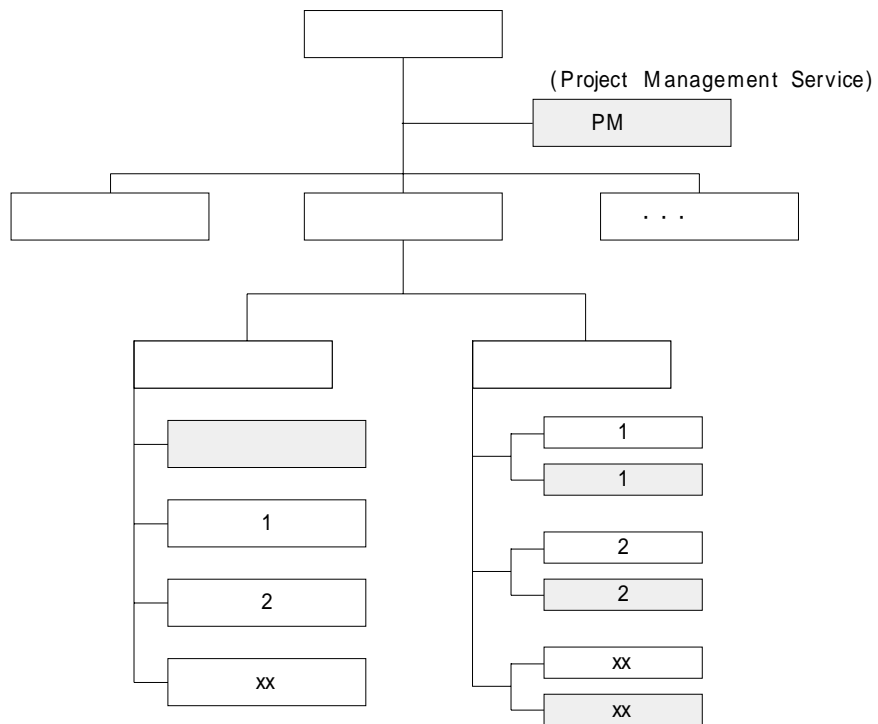 (Project Management Service)
PM
. . .
1
1
1
2
2
2
xx
xx
xx